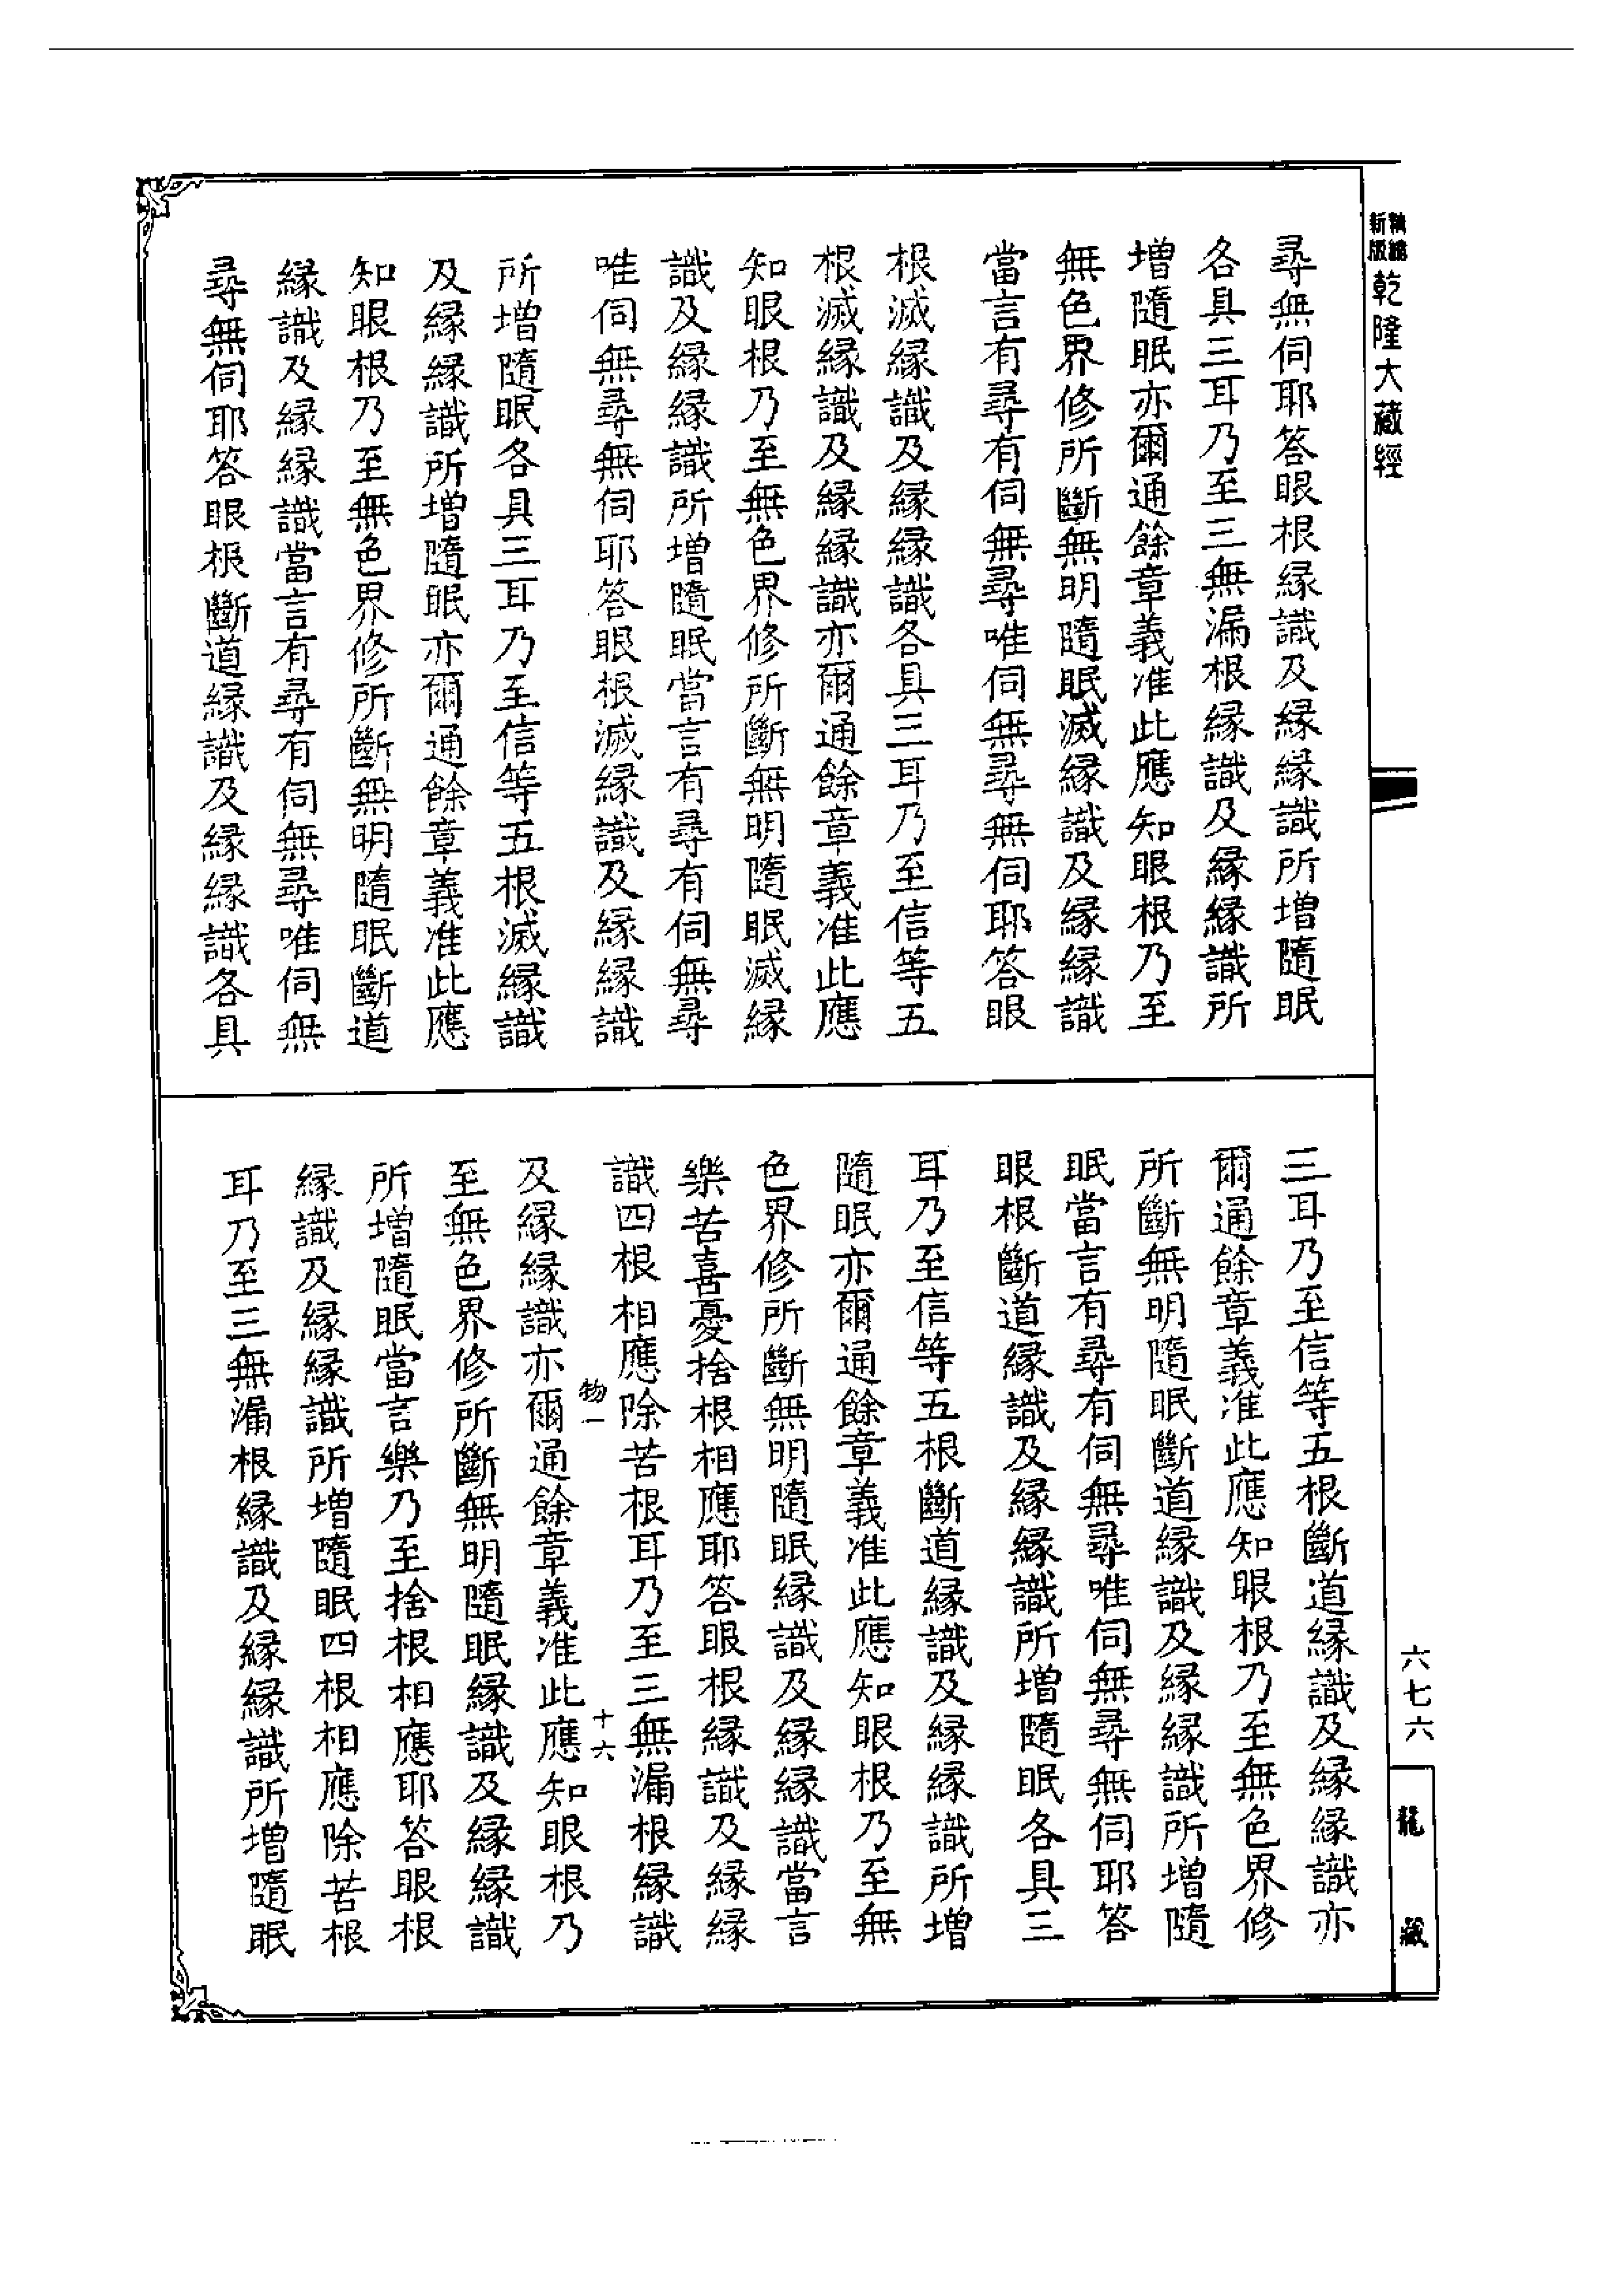 新版精縮乾隆大藏經
尋無伺耶答眼根緣識及緣緣識所增隨眠
各具三耳乃至三無漏根緣識及緣緣識所
增隨眠亦爾通餘章義准此應知眼根乃至
無色界修所斷無明隨眠滅緣識及緣緣識
當言有尋有伺無尋唯伺無尋無伺耶答眼
根滅緣識及緣緣識各具三耳乃至信等五
根滅緣識及緣緣識亦爾通餘章義准此應
知眼根乃至無色界修所斷無明隨眠滅緣
識及緣緣識所增隨眠當言有尋有伺無尋
唯伺無尋無伺耶答眼根滅緣識及緣緣識
所增隨眠各具三耳乃至信等五根滅緣識
及緣緣識所增隨眠亦爾通餘章義准此應
知眼根乃至無色界修所斷無明隨眠斷道
緣識及緣緣識當言有尋有伺無尋唯伺無
尋無伺耶答眼根斷道緣識及緣緣識各具
三耳乃至信等五根斷道緣識及緣緣識亦
爾通餘章義准此應知眼根乃至無色界修
所斷無明隨眠斷道緣識及緣緣識所增隨
眠當言有尋有伺無尋唯伺無尋無伺耶答
眼根斷道緣識及緣緣識所增隨眠各具三
耳乃至信等五根斷道緣識及緣緣識所增
隨眠亦爾通餘章義准此應知眼根乃至無
色界修所斷無明隨眠緣識及緣緣識當言
樂苦喜憂捨根相應耶答眼根緣識及緣緣
識四根相應除苦根耳乃至三無漏根緣識
物一 十六
及緣緣識亦爾通餘章義准此應知眼根乃
至無色界修所斷無明隨眠緣識及緣緣識
所增隨眠當言樂乃至捨根相應耶答眼根
緣識及緣緣識所增隨眠四根相應除苦根
耳乃至三無漏根緣識及緣緣識所增隨眠
六七六
龍藏